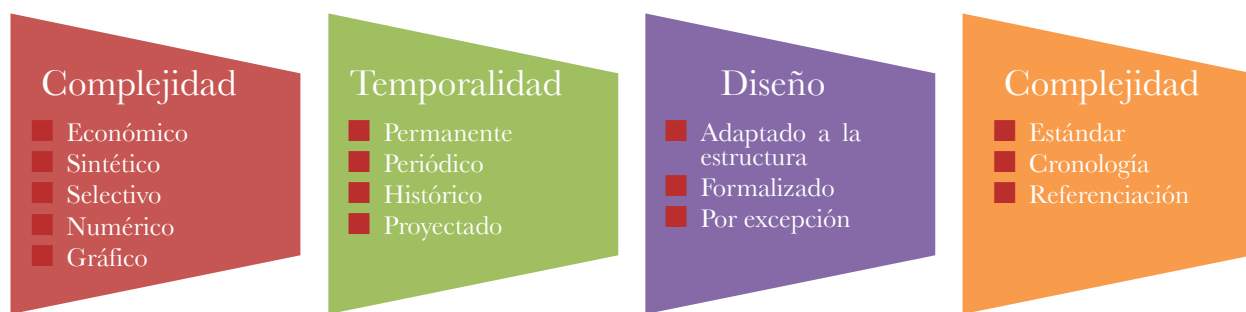 Complejidad
Económico
Sintético
Selectivo
Numérico
Gráfico
Temporalidad
Permanente
Periódico
Histórico
Proyectado
Diseño
Adaptado a la
estructura
Formalizado
Por excepción
Complejidad
Estándar
Cronología
Referenciación